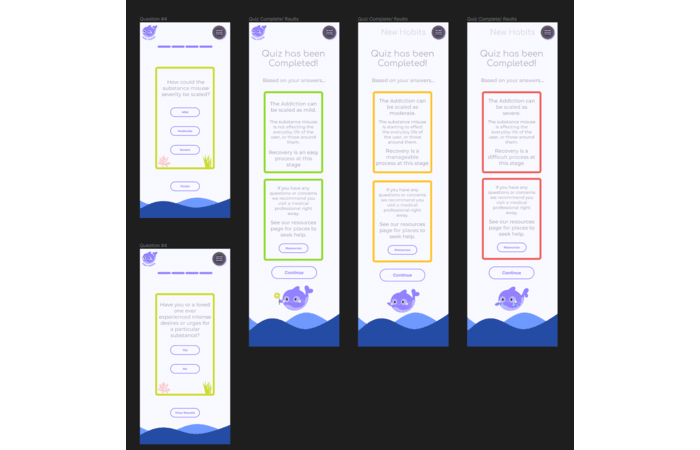 Question #4
How could the
substance misuse
severity be scaled?
Mild
Moderate
Severe
Question #4
Have you or a loved
one ever
experienced intense
desires or urges for
a particular
substance?
Yes
No
Quiz Complete/ Results
Quiz has been
Completed!
Based on your answers...
The Addiction can
be scaled as mild.
The substance misuse
is not affecting the
everyday life of the
user, or those around
them.
Recovery is an easy
process at this
stage
If you have any
questions or concerns
we recommend you
visit a medical
professional right
away.
See our resources
page for places to
seek help.
Resources
Continue
Quiz Complete/ Results
New Habits
Quiz has been
Completed!
Based on your answers...
The Addiction can
be scaled as
moderate.
The substance misuse
is starting to affect
the everyday life of
the user, or those
around them.
Recovery is a
manageable
process at this stage
If you have any
questions or concerns
we recommend you
visit a medical
professional right
away.
See our resources
page for places to
seek help.
Resources
Continue
Quiz Complete/ Results
New Habits
Quiz has been
Completed!
Based on your answers...
The Addiction can
be scaled as
severe.
The substance misuse
is affecting the
everyday life of the
user, or those around
them.
Recovery is a
difficult process at
this stage
If you have any
questions or concerns
we recommend you
visit a medical
professional right
away.
See our resources
page for places to
seek help.
Resources
Continue